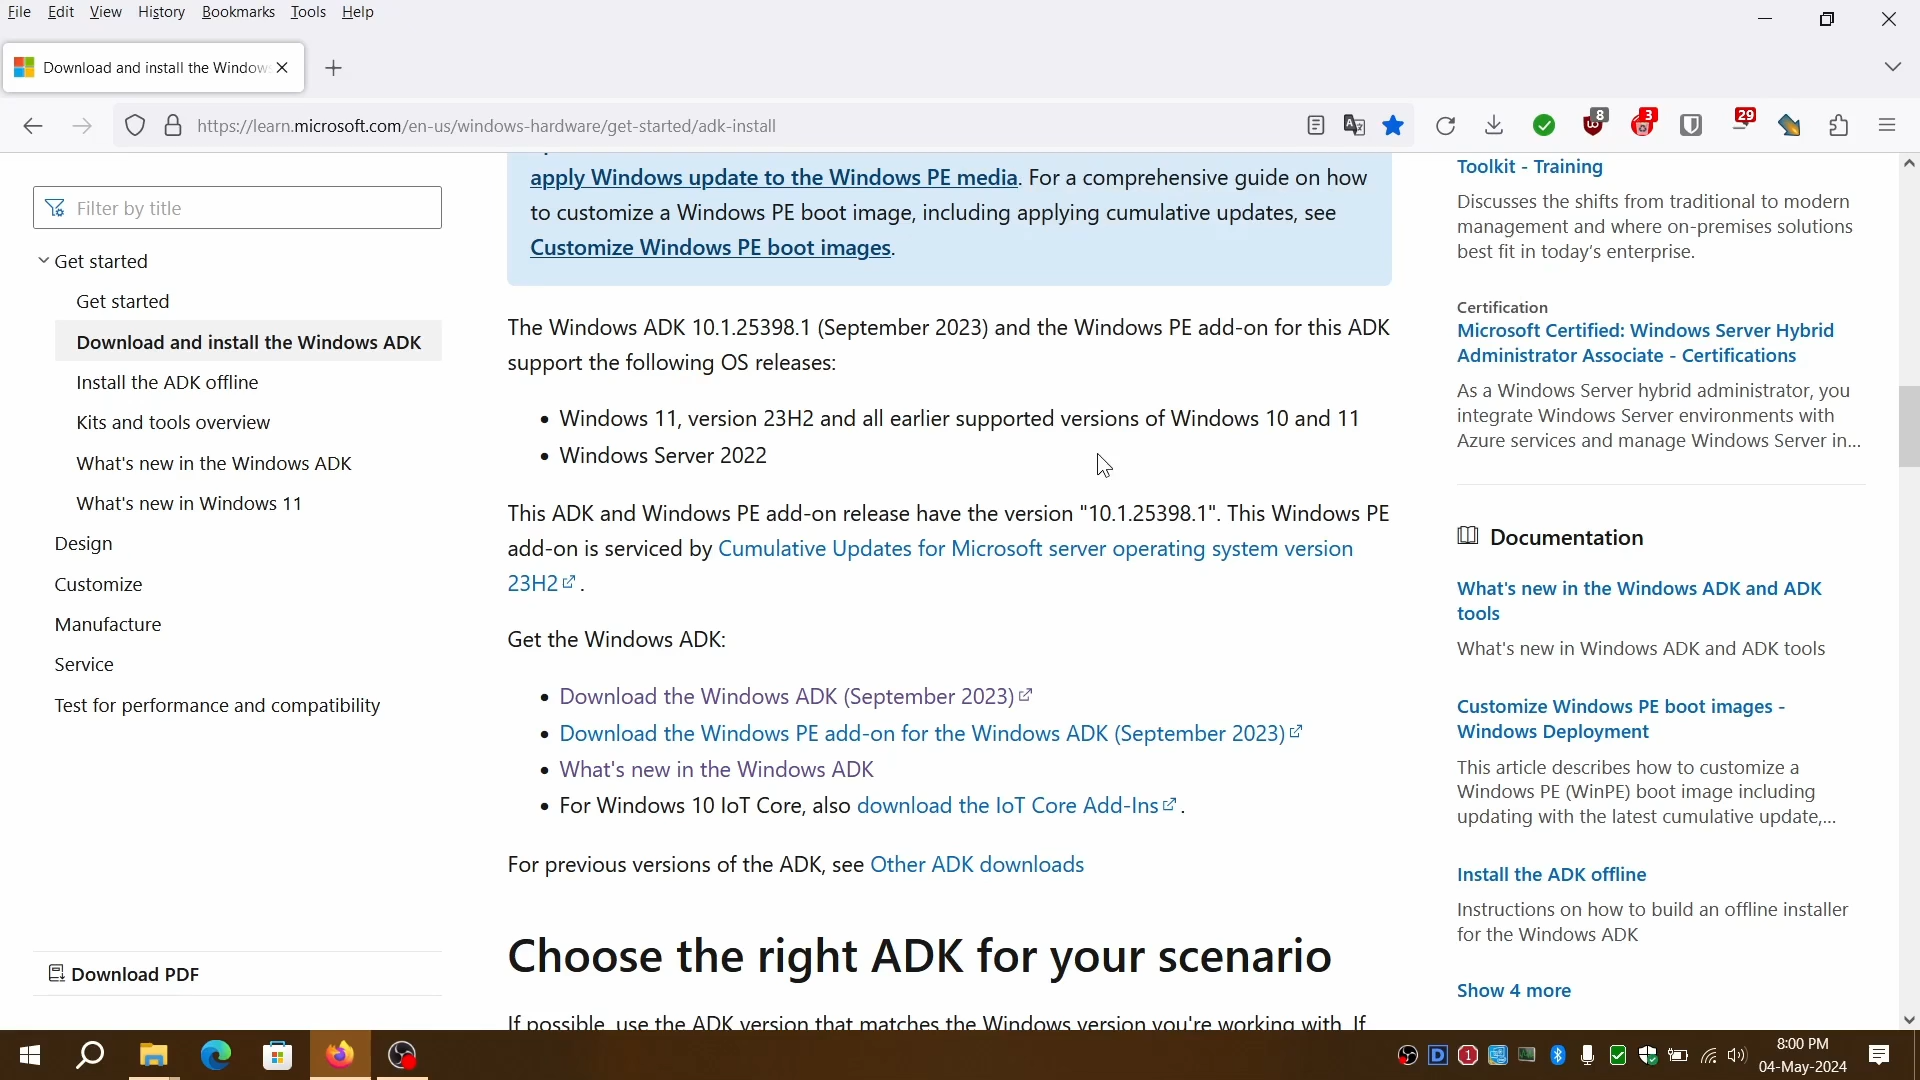 File Edit View History Bookmarks Tools Help
Download and install the Window
https://learn.microsoft.com/en-us/windows-hardware/get-started/adk-install
8
3
29
Filter by title
Get started
Get started
Download and install the Windows ADK
Install the ADK offline
Kits and tools overview
What's new in the Windows ADK
What's new in Windows 11
Design
Customize
Manufacture
Service
Test for performance and compatibility
Download PDF
apply Windows update to the Windows PE media. For a comprehensive guide on how
to customize a Windows PE boot image, including applying cumulative updates, see
Customize Windows PE boot images.
The Windows ADK 10.1.25398.1 (September 2023) and the Windows PE add-on for this ADK
support the following OS releases:
• Windows 11, version 23H2 and all earlier supported versions of Windows 10 and 11
• Windows Server 2022
This ADK and Windows PE add-on release have the version "10.1.25398.1". This Windows PE
add-on is serviced by Cumulative Updates for Microsoft server operating system version
23H2.
Get the Windows ADK:
• Download the Windows ADK (September 2023)
• Download the Windows PE add-on for the Windows ADK (September 2023)
• What's new in the Windows ADK
• For Windows 10 IoT Core, also download the IoT Core Add-Ins.
For previous versions of the ADK, see Other ADK downloads
Choose the right ADK for your scenario
If possible, use the ADK version that matches the Windows version you're working with. If
Toolkit - Training
Discusses the shifts from traditional to modern
management and where on-premises solutions
best fit in today's enterprise.
Certification
Microsoft Certified: Windows Server Hybrid
Administrator Associate - Certifications
As a Windows Server hybrid administrator, you
integrate Windows Server environments with
Azure services and manage Windows Server in...
Documentation
What's new in the Windows ADK and ADK
tools
What's new in Windows ADK and ADK tools
Customize Windows PE boot images -
Windows Deployment
This article describes how to customize a
Windows PE (WinPE) boot image including
updating with the latest cumulative update,...
Install the ADK offline
Instructions on how to build an offline installer
for the Windows ADK
Show 4 more
8:00 PM
04-May-2024